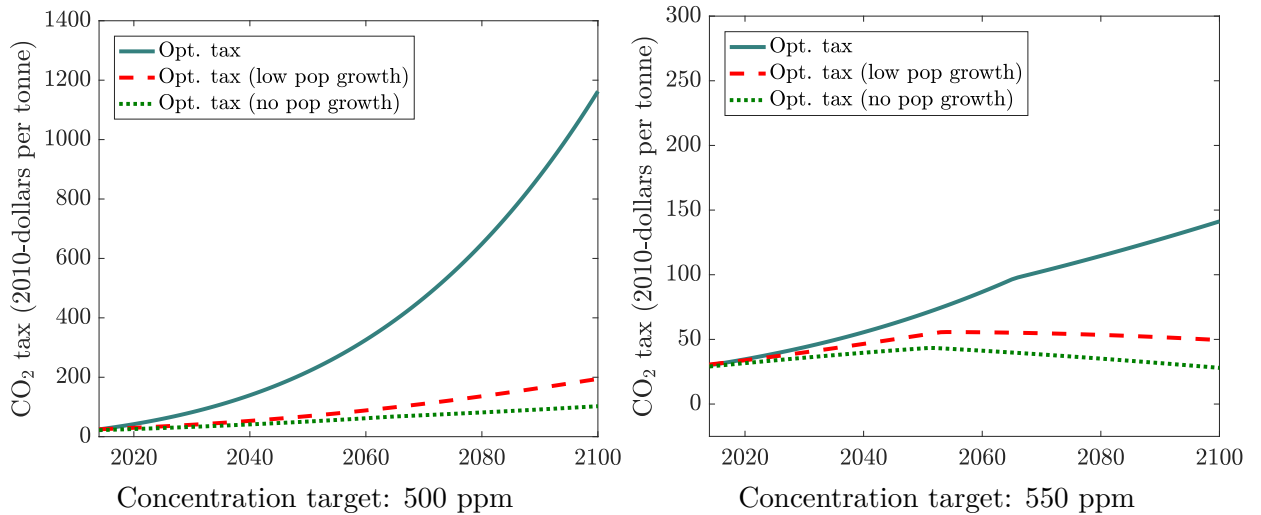 1400
1200
1000
800
600
400
200
0
CO₂ tax (2010-dollars per tonne)
Opt. tax
Opt. tax (low pop growth)
Opt. tax (no pop growth)
2020 2040 2060 2080 2100
Concentration target: 500 ppm
300
250
200
150
100
50
0
CO₂ tax (2010-dollars per tonne)
Opt. tax
Opt. tax (low pop growth)
Opt. tax (no pop growth)
2020 2040 2060 2080 2100
Concentration target: 550 ppm